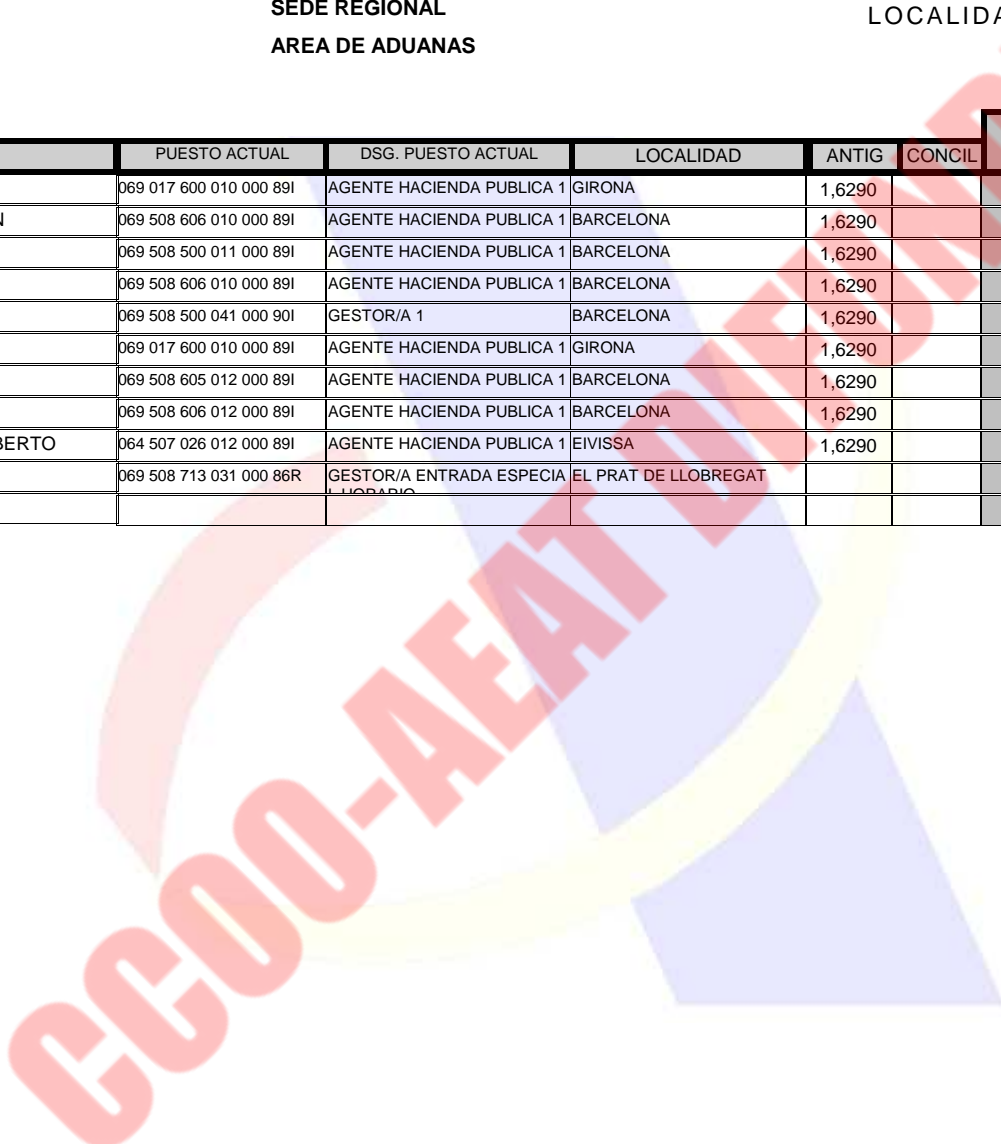 SEDE REGIONAL
LOCALIDA
AREA DE ADUANAS
PUESTO ACTUAL DSG. PUESTO ACTUAL LOCALIDAD ANTIG CONCIL
069 017 600 010 000 89I AGENTE HACIENDA PUBLICA 1 GIRONA 1,6290
N 069 508 606 010 000 89I AGENTE HACIENDA PUBLICA 1 BARCELONA 1,6290
069 508 500 011 000 89I AGENTE HACIENDA PUBLICA 1 BARCELONA 1,6290
069 508 606 010 000 89I AGENTE HACIENDA PUBLICA 1 BARCELONA 1,6290
069 508 500 041 000 90I GESTOR/A 1 BARCELONA 1,6290
069 017 600 010 000 89I AGENTE HACIENDA PUBLICA 1 GIRONA 1,6290
069 508 605 012 000 89I AGENTE HACIENDA PUBLICA 1 BARCELONA 1,6290
069 508 606 012 000 89I AGENTE HACIENDA PUBLICA 1 BARCELONA 1,6290
BERTO 064 507 026 012 000 89I AGENTE HACIENDA PUBLICA 1 EIVISSA 1,6290
069 508 713 031 000 86R GESTOR/A ENTRADA ESPECIA EL PRAT DE LLOBREGAT
L HORARIO
CCOO-AEAT DIFUND